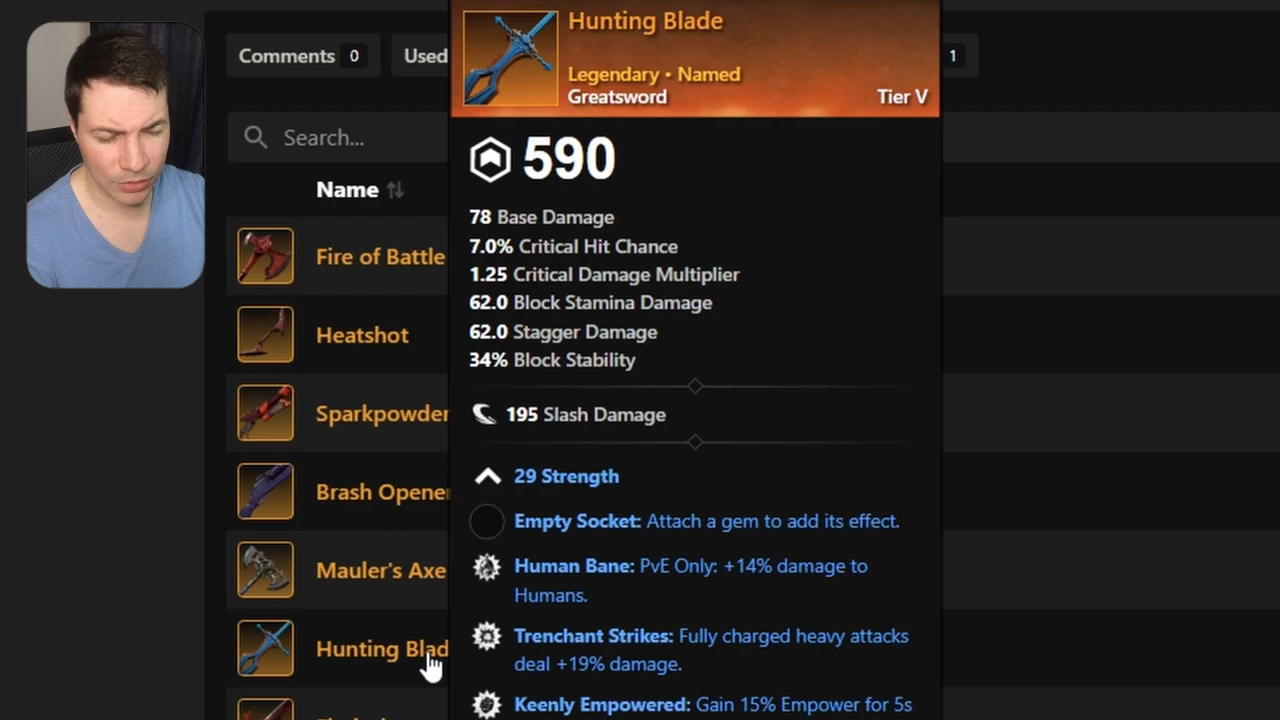 Comments 0
Used
1
Search...
Name
Fire of Battle
Heatshot
Sparkpowder
Brash Opener
Mauler's Axe
Hunting Blad
Hunting Blade
Legendary • Named
Greatsword
Tier V
590
78 Base Damage
7.0% Critical Hit Chance
1.25 Critical Damage Multiplier
62.0 Block Stamina Damage
62.0 Stagger Damage
34% Block Stability
195 Slash Damage
29 Strength
Empty Socket: Attach a gem to add its effect.
Human Bane: PvE Only: +14% damage to
Humans.
Trenchant Strikes: Fully charged heavy attacks
deal +19% damage.
Keenly Empowered: Gain 15% Empower for 5s